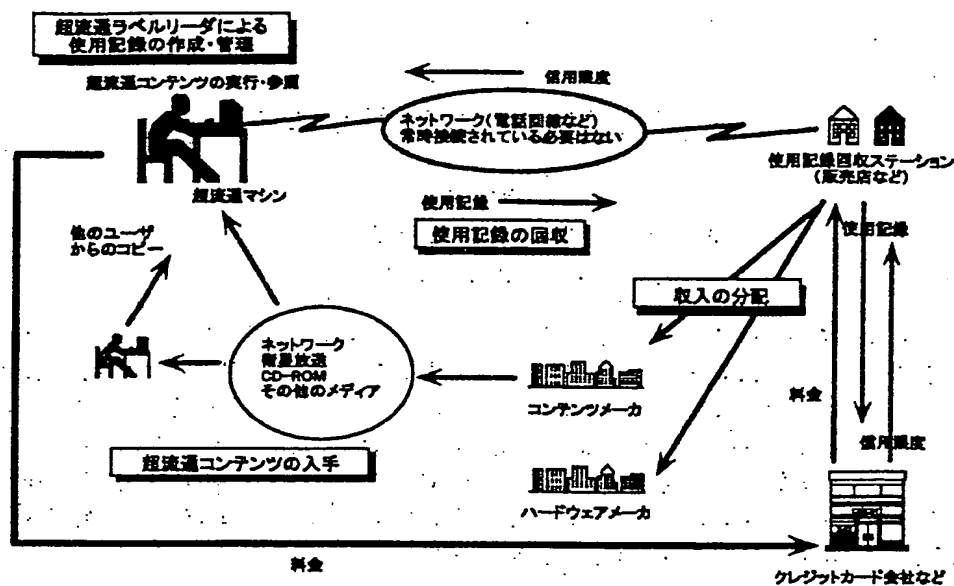 超流通ラベルリーダによる
使用記録の作成・管理
超流通コンテンツの実行・参照
信用限度
ネットワーク(電話回線など)
常時接続されている必要はない
使用記録回収ステーション
(販売店など)
超流通マシン
使用記録
使用記録の回収
他のユーザ
からのコピー
使用記録
収入の分配
ネットワーク
衛星放送
CD-ROM
その他のメディア
コンテンツメーカ
料金
信用限度
超流通コンテンツの入手
ハードウェアメーカ
料金
クレジットカード会社など